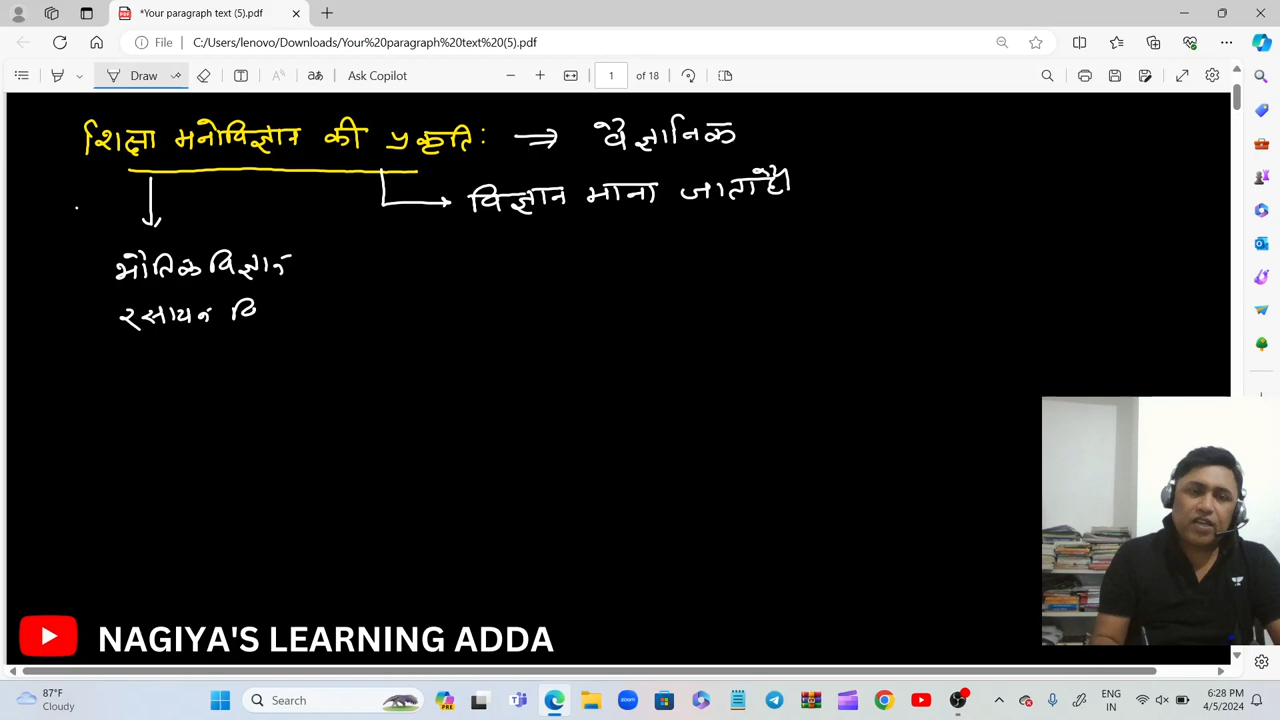 *Your paragraph text (5).pdf
File C:/Users/lenovo/Downloads/Your%20paragraph%20text%20(5).pdf
Draw Ask Copilot 1 of 18
शिक्षा मनोविज्ञान की प्रकृति: → वैज्ञानिक
विज्ञान माना जाता है।
भौतिक विज्ञान
रसायन वि
NAGIYA'S LEARNING ADDA
87°F
Cloudy
Search
PRE
zoom
ENG
IN
6:28 PM
4/5/2024